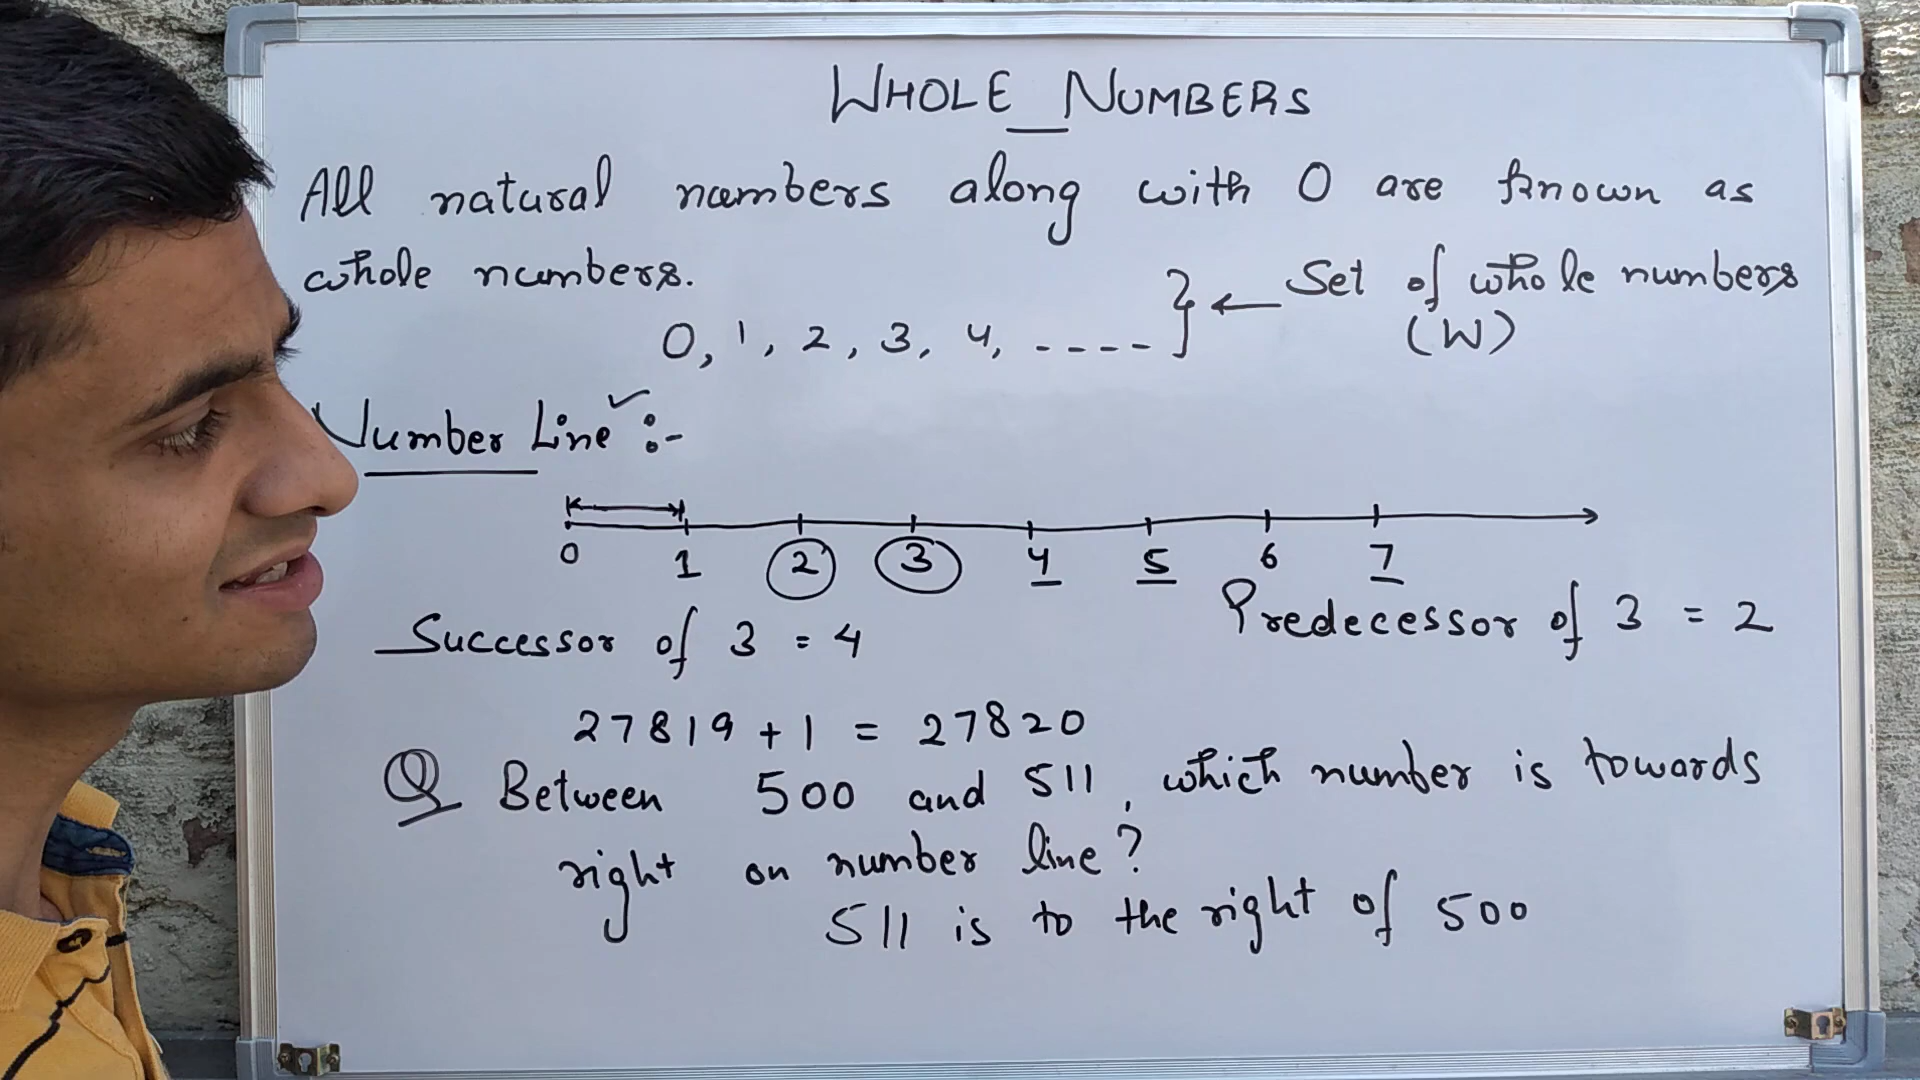 WHOLE NUMBERS
All natural numbers along with 0 are known as
whole numbers.
0, 1, 2, 3, 4, ---- } ← Set of whole numbers
(W)
Number Line ✓ :-
0 1 2 3 4 5 6 7
Successor of 3 = 4
Predecessor of 3 = 2
27819 + 1 = 27820
Q Between 500 and 511, which number is towards
right on number line?
511 is to the right of 500